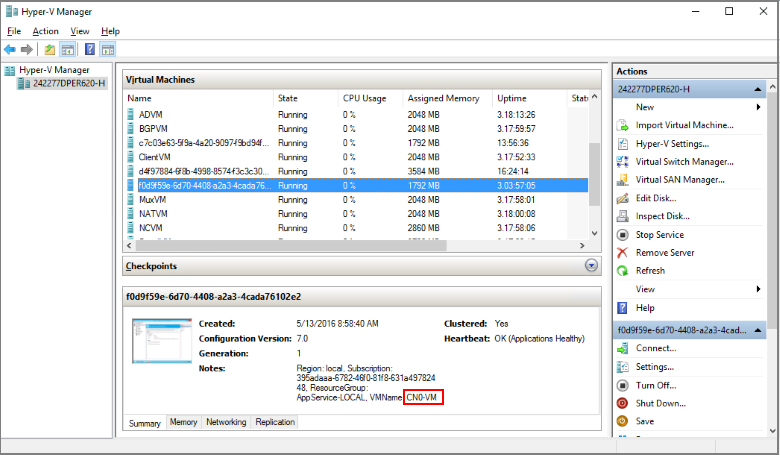 Hyper-V Manager
File Action View Help
Hyper-V Manager
242277DPER620-H
Virtual Machines
Name State CPU Usage Assigned Memory Uptime Statu
ADVM Running 0 % 2048 MB 3.18:13:26
BGPVM Running 0 % 2048 MB 3.17:59:57
c7c03e63-5f9a-4a20-9097-f9bd94f... Running 0 % 1792 MB 13:56:36
ClientVM Running 0 % 2048 MB 3.17:52:33
d4f97884-6f8b-4998-8574-f3c3c30... Running 0 % 3584 MB 16:24:14
f0d9f59e-6d70-4408-a2a3-4cada76... Running 0 % 1792 MB 3.03:57:05
MuxVM Running 0 % 2048 MB 3.17:58:01
NATVM Running 0 % 2048 MB 3.18:00:08
NCVM Running 0 % 2860 MB 3.17:58:06
Checkpoints
f0d9f59e-6d70-4408-a2a3-4cada76102e2
Created: 5/13/2016 8:58:40 AM Clustered: Yes
Configuration Version: 7.0 Heartbeat: OK (Applications Healthy)
Generation: 1
Notes: Region: local, Subscription:
395adaaa-6782-46f0-81f8-631a497824
48, ResourceGroup:
AppService-LOCAL, VMName: CN0-VM
Summary Memory Networking Replication
Actions
242277DPER620-H
New
Import Virtual Machine...
Hyper-V Settings...
Virtual Switch Manager...
Virtual SAN Manager...
Edit Disk...
Inspect Disk...
Stop Service
Remove Server
Refresh
View
Help
f0d9f59e-6d70-4408-a2a3-4cad...
Connect...
Settings...
Turn Off...
Shut Down...
Save